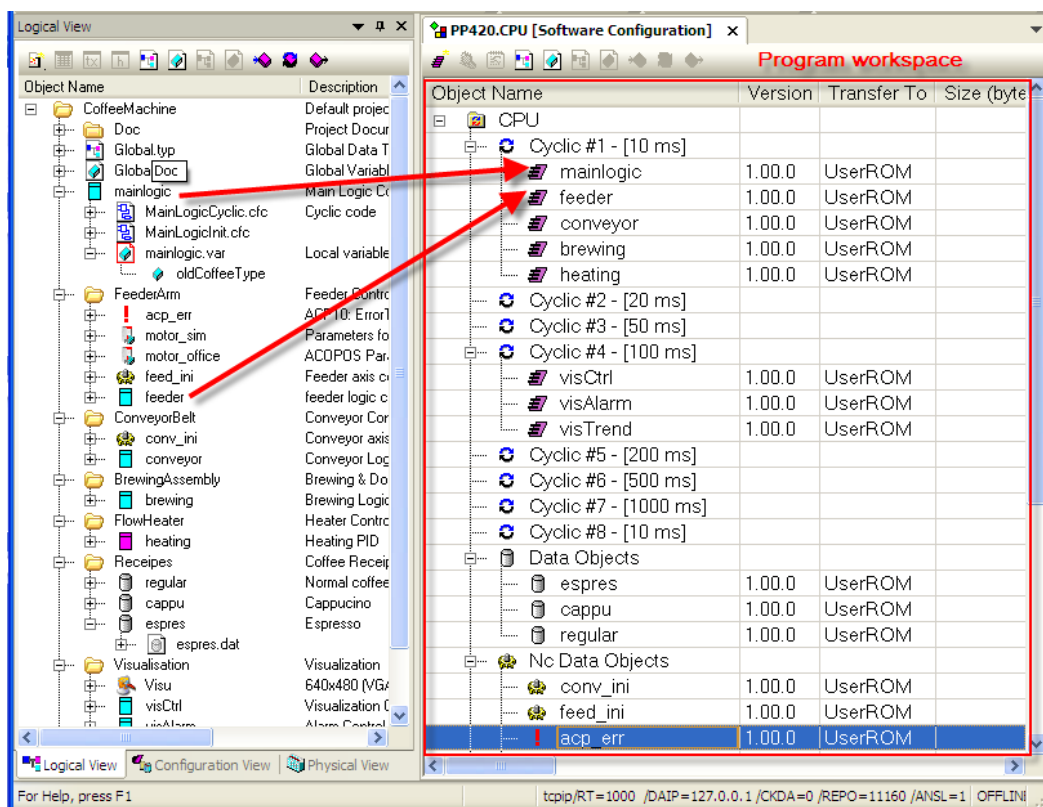 Logical View
Object Name Description
CoffeeMachine Default projec
Doc Project Docur
Global.typ Global Data T
Globa Doc Global Variabl
mainlogic Main Logic Co
MainLogicCyclic.cfc Cyclic code
MainLogicInit.cfc
mainlogic.var Local variable
oldCoffeeType
FeederArm Feeder Contro
acp_err ACP10: ErrorT
motor_sim Parameters fo
motor_office ACOPOS Par
feed_ini Feeder axis c
feeder feeder logic c
ConveyorBelt Conveyor Cor
conv_ini Conveyor axis
conveyor Conveyor Log
BrewingAssembly Brewing & Do
brewing Brewing Logic
FlowHeater Heater Contro
heating Heating PID
Receipes Coffee Receip
regular Normal coffee
cappu Cappucino
espres Espresso
espres.dat
Visualisation Visualization
Visu 640x480 (VGA
visCtrl Visualization C
visAlarm Alarm Control
Logical View Configuration View Physical View
For Help, press F1
PP420.CPU [Software Configuration]
Program workspace
Object Name Version Transfer To Size (byte
CPU
Cyclic #1 - [10 ms]
mainlogic 1.00.0 UserROM
feeder 1.00.0 UserROM
conveyor 1.00.0 UserROM
brewing 1.00.0 UserROM
heating 1.00.0 UserROM
Cyclic #2 - [20 ms]
Cyclic #3 - [50 ms]
Cyclic #4 - [100 ms]
visCtrl 1.00.0 UserROM
visAlarm 1.00.0 UserROM
visTrend 1.00.0 UserROM
Cyclic #5 - [200 ms]
Cyclic #6 - [500 ms]
Cyclic #7 - [1000 ms]
Cyclic #8 - [10 ms]
Data Objects
espres 1.00.0 UserROM
cappu 1.00.0 UserROM
regular 1.00.0 UserROM
Nc Data Objects
conv_ini 1.00.0 UserROM
feed_ini 1.00.0 UserROM
acp_err 1.00.0 UserROM
tcpip/RT=1000 /DAIP=127.0.0.1 /CKDA=0 /REPO=11160 /ANSL=1 OFFLINE